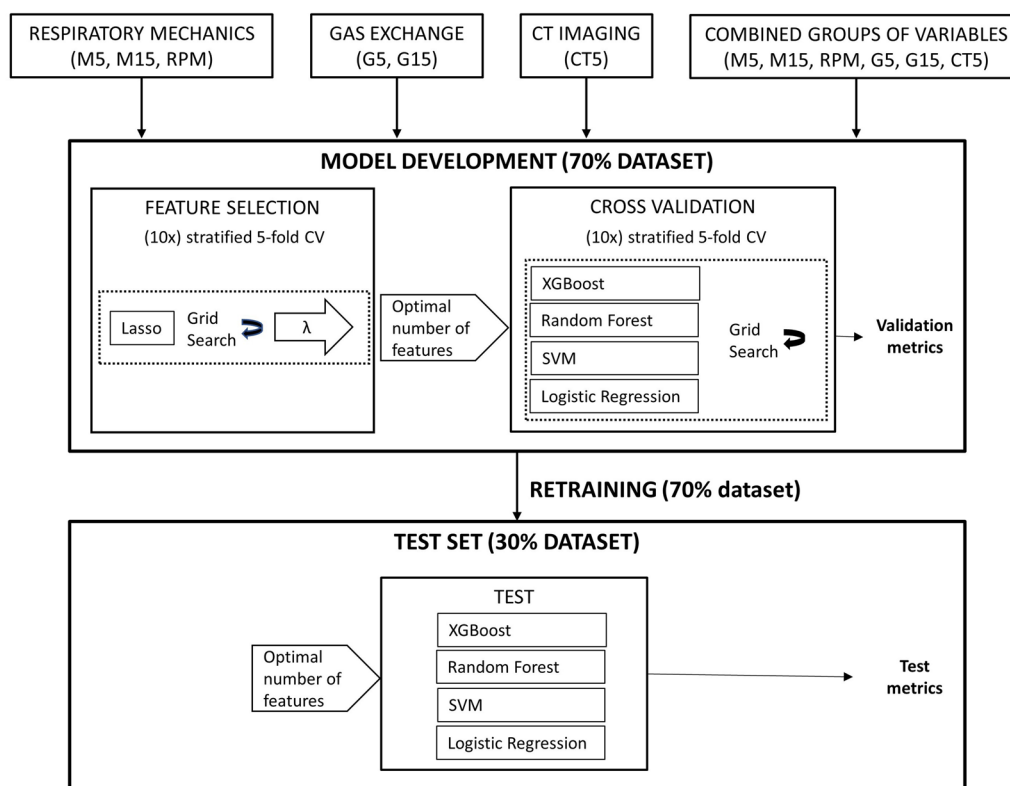 RESPIRATORY MECHANICS
(M5, M15, RPM)
GAS EXCHANGE
(G5, G15)
CT IMAGING
(CT5)
COMBINED GROUPS OF VARIABLES
(M5, M15, RPM, G5, G15, CT5)
MODEL DEVELOPMENT (70% DATASET)
FEATURE SELECTION
(10x) stratified 5-fold CV
Lasso
Grid
Search
λ
Optimal
number of
features
CROSS VALIDATION
(10x) stratified 5-fold CV
XGBoost
Random Forest
SVM
Logistic Regression
Grid
Search
Validation
metrics
RETRAINING (70% dataset)
TEST SET (30% DATASET)
Optimal
number of
features
TEST
XGBoost
Random Forest
SVM
Logistic Regression
Test
metrics